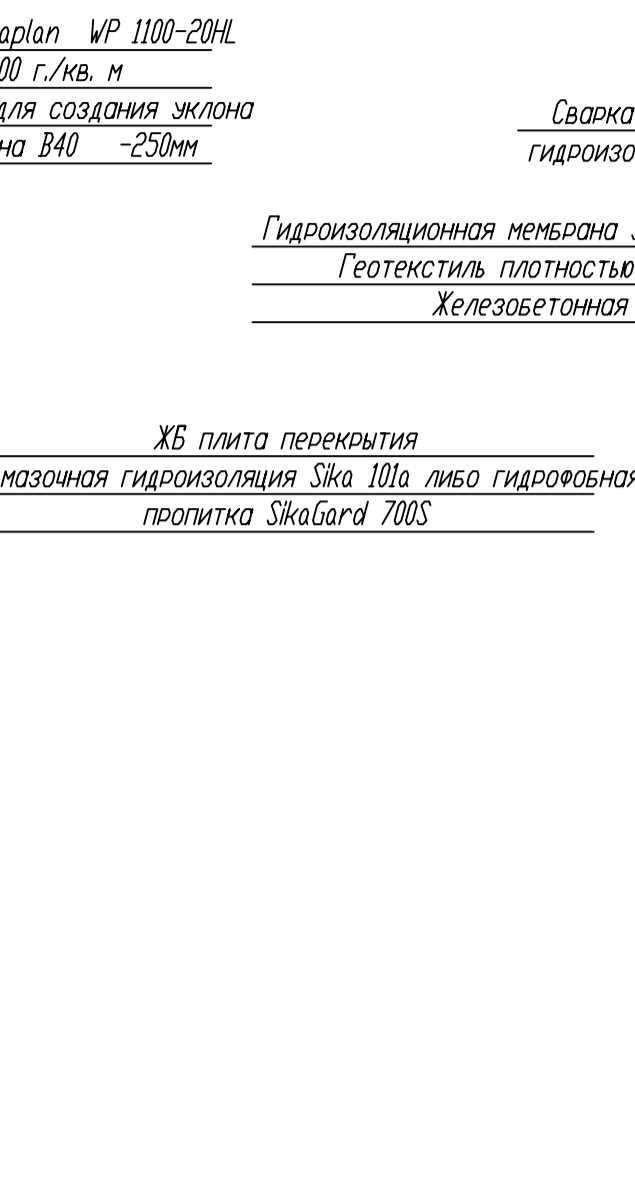 aplan WP 1100-20HL
00 г./кв. м
для создания уклона
на В40 -250мм
Сварка
гидроизо
Гидроизоляционная мембрана
Геотекстиль плотностью
Железобетонная
ЖБ плита перекрытия
мазочная гидроизоляция Sika 101a либо гидрофобная
пропитка SikaGard 700S